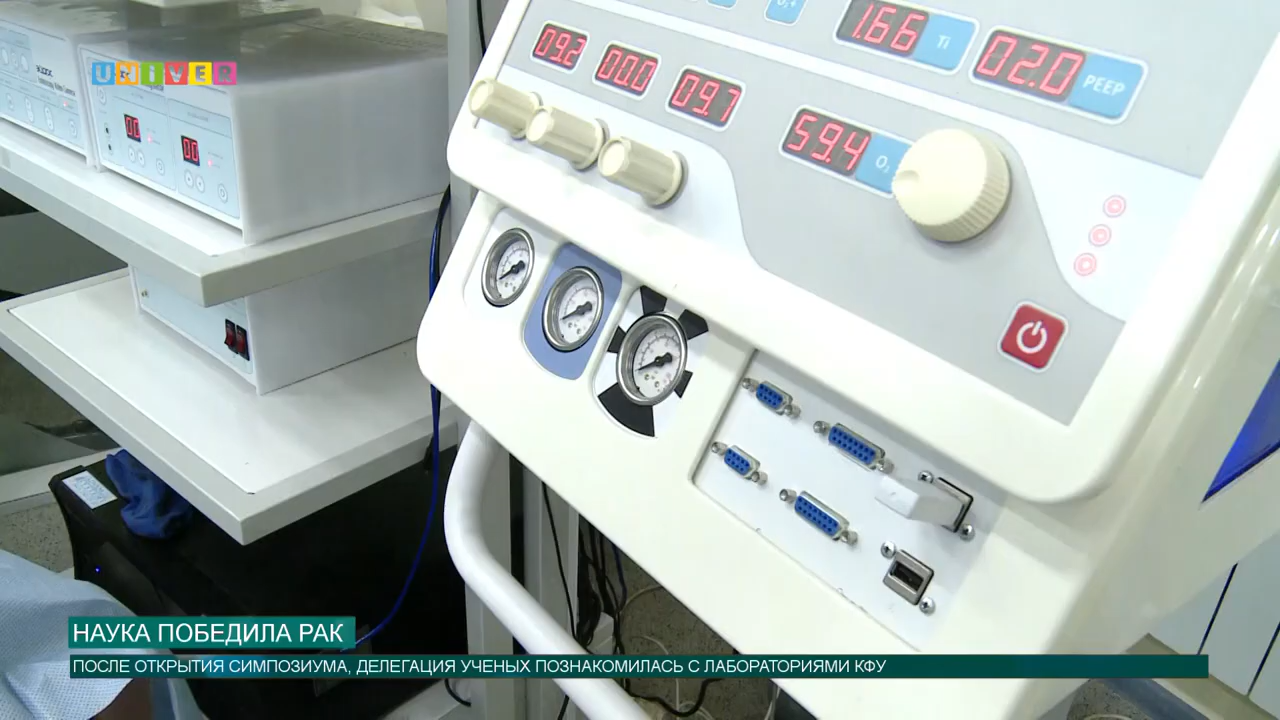 1.66
Ti
02.0
PEEP
09.2
00.0
09.7
59.4
O₂
UNIVER
00
00
НАУКА ПОБЕДИЛА РАК
ПОСЛЕ ОТКРЫТИЯ СИМПОЗИУМА, ДЕЛЕГАЦИЯ УЧЕНЫХ ПОЗНАКОМИЛАСЬ С ЛАБОРАТОРИЯМИ КФУ